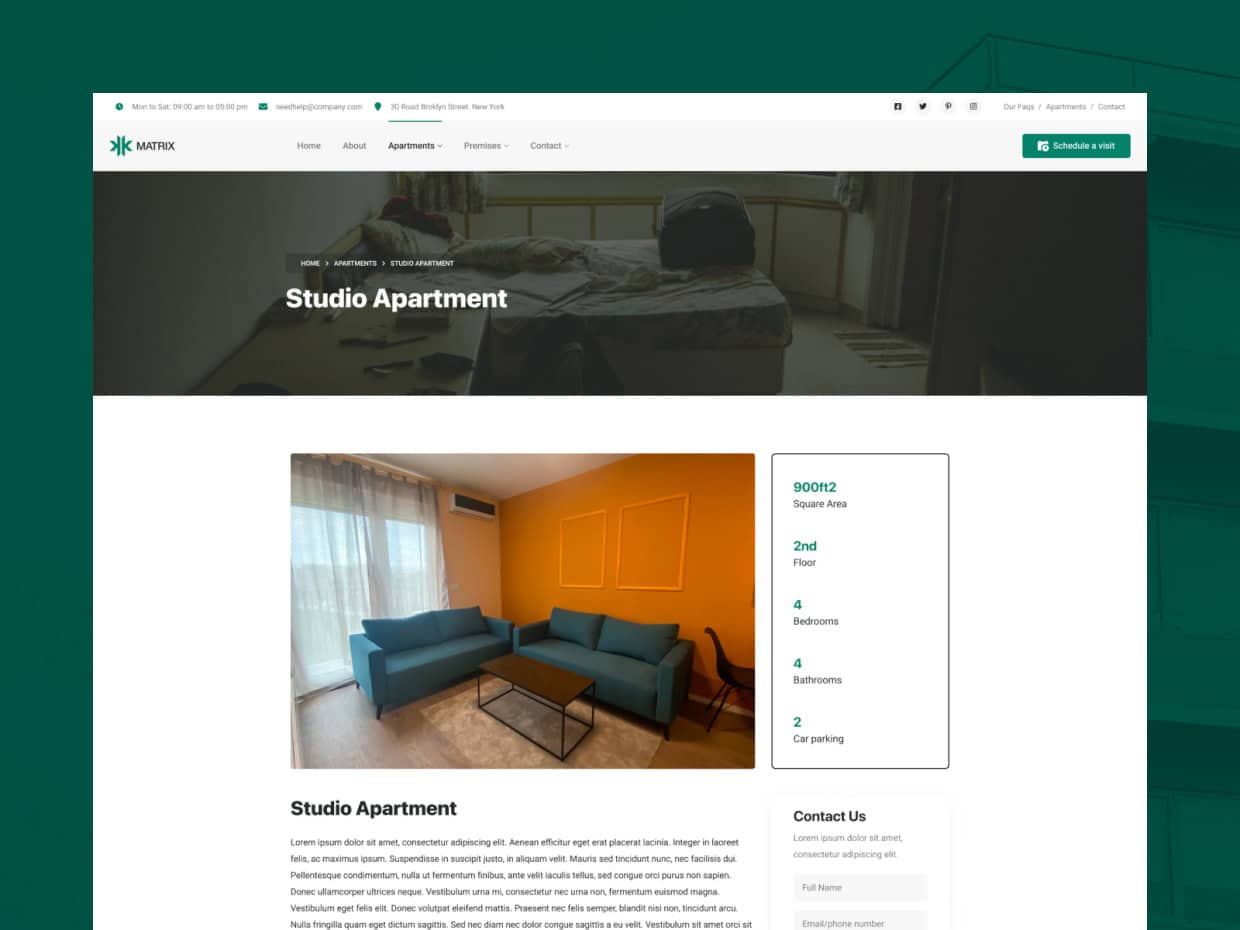 Mon to Sat: 09:00 am to 05:00 pm needhelp@company.com 30 Road Broklyn Street. New York Our Faqs / Apartments / Contact
MATRIX Home About Apartments Premises Contact Schedule a visit
HOME > APARTMENTS > STUDIO APARTMENT
Studio Apartment
900ft2
Square Area
2nd
Floor
4
Bedrooms
4
Bathrooms
2
Car parking
Studio Apartment
Lorem ipsum dolor sit amet, consectetur adipiscing elit. Aenean efficitur eget erat placerat lacinia. Integer in laoreet
felis, ac maximus ipsum. Suspendisse in suscipit justo, in aliquam velit. Mauris sed tincidunt nunc, nec facilisis dui.
Pellentesque condimentum, nulla ut fermentum finibus, ante velit iaculis tellus, sed congue orci purus non sapien.
Donec ullamcorper ultrices neque. Vestibulum urna mi, consectetur nec urna non, fermentum euismod magna.
Vestibulum eget felis elit. Donec volutpat eleifend mattis. Praesent nec felis semper, blandit nisi non, tincidunt arcu.
Nulla fringilla quam eget dictum sagittis. Sed nec diam nec dolor congue sagittis a eu velit. Vestibulum sit amet orci sit
Contact Us
Lorem ipsum dolor sit amet,
consectetur adipiscing elit.
Full Name
Email/phone number